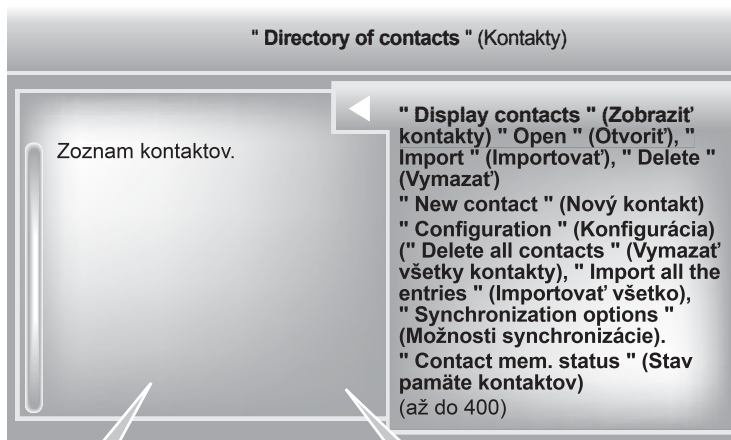 " Directory of contacts " (Kontakty)
Zoznam kontaktov.
" Display contacts " (Zobraziť
kontakty) " Open " (Otvoriť), "
Import " (Importovať), " Delete "
(Vymazať)
" New contact " (Nový kontakt)
" Configuration " (Konfigurácia)
(" Delete all contacts " (Vymazať
všetky kontakty), " Import all the
entries " (Importovať všetko),
" Synchronization options "
(Možnosti synchronizácie).
" Contact mem. status " (Stav
pamäte kontaktov)
(až do 400)